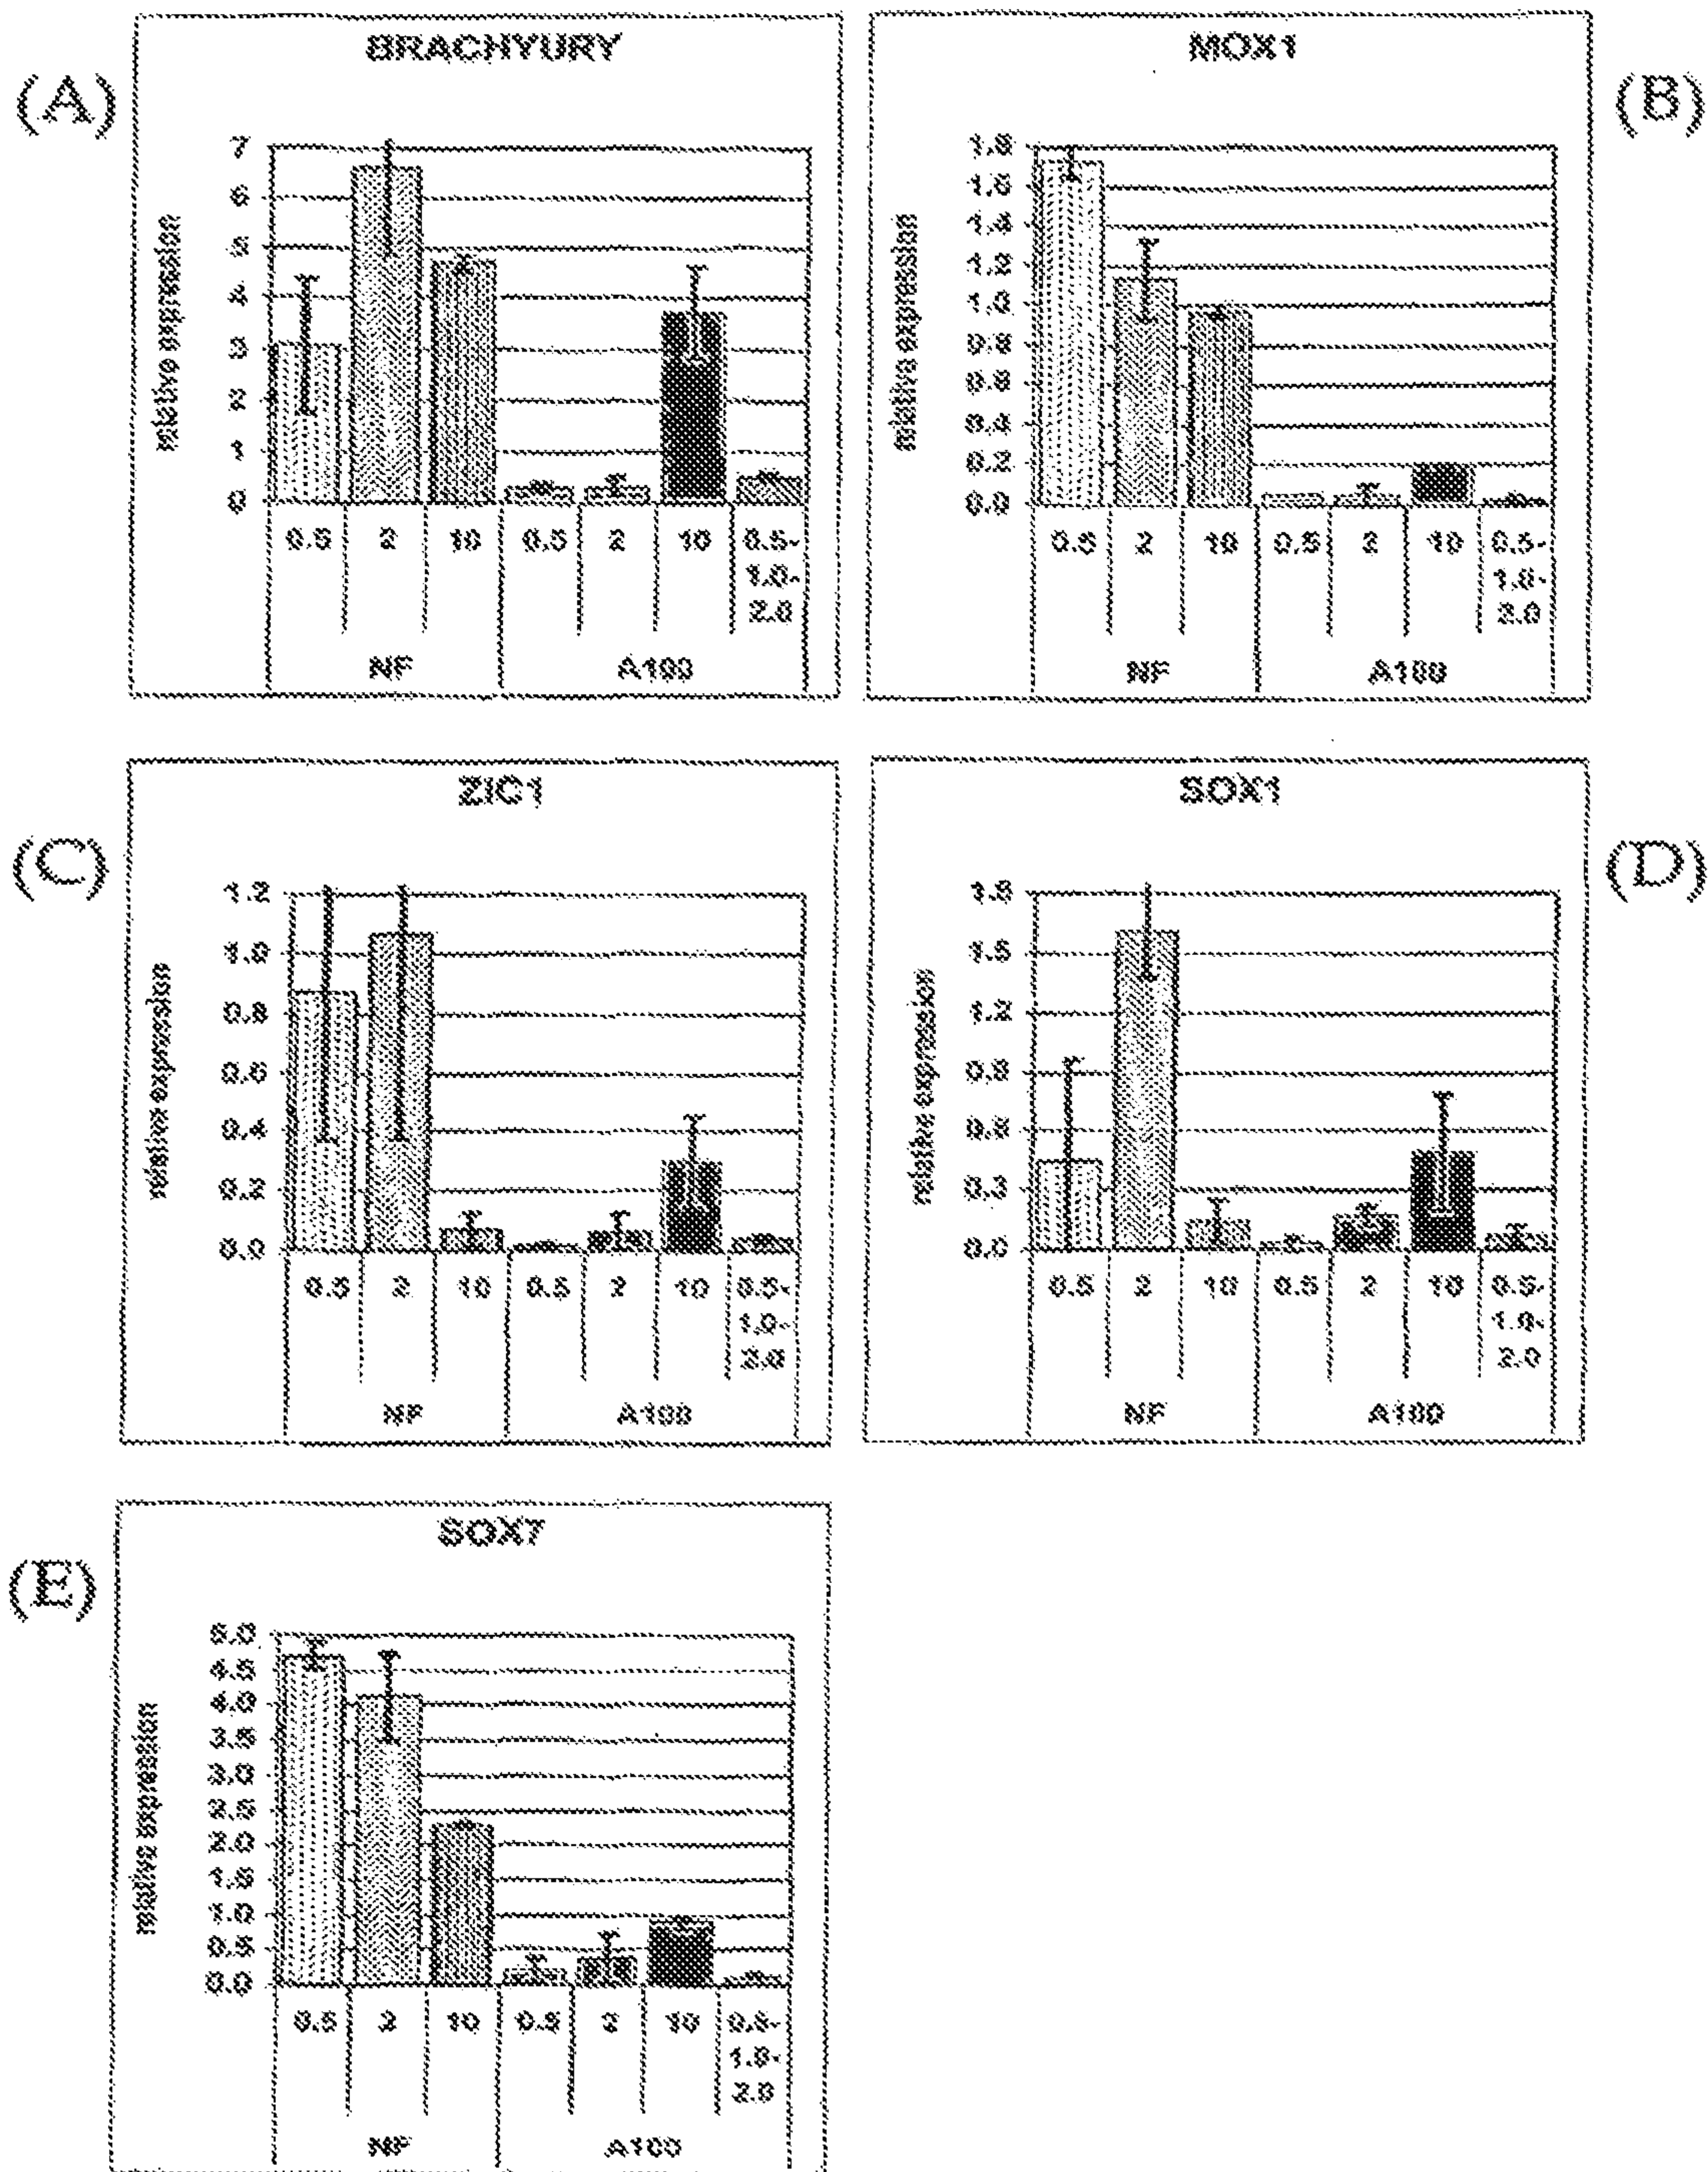 (A)
BRACHYURY
relative expression
7
6
5
4
3
2
1
0
0.5 2 10 0.5 2 10 0.5-
1.0-
2.0
NF A100
(B)
MOX1
relative expression
1.8
1.6
1.4
1.2
1.0
0.8
0.6
0.4
0.2
0.0
0.5 2 10 0.5 2 10 0.5-
1.0-
2.0
NF A100
(C)
ZIC1
relative expression
1.2
1.0
0.8
0.6
0.4
0.2
0.0
0.5 2 10 0.5 2 10 0.5-
1.0-
2.0
NF A100
(D)
SOX1
relative expression
1.8
1.5
1.2
0.9
0.6
0.3
0.0
0.5 2 10 0.5 2 10 0.5-
1.0-
2.0
NF A100
(E)
SOX7
relative expression
5.0
4.5
4.0
3.5
3.0
2.5
2.0
1.5
1.0
0.5
0.0
0.5 2 10 0.5 2 10 0.5-
1.0-
2.0
NF A100